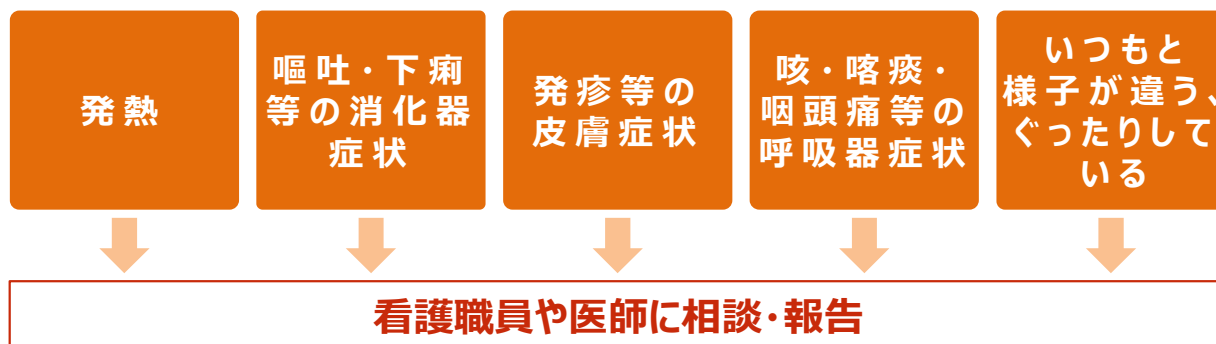 発熱
嘔吐・下痢
等の消化器
症状
発疹等の
皮膚症状
咳・喀痰・
咽頭痛等の
呼吸器症状
いつもと
様子が違う、
ぐったりして
いる
看護職員や医師に相談・報告